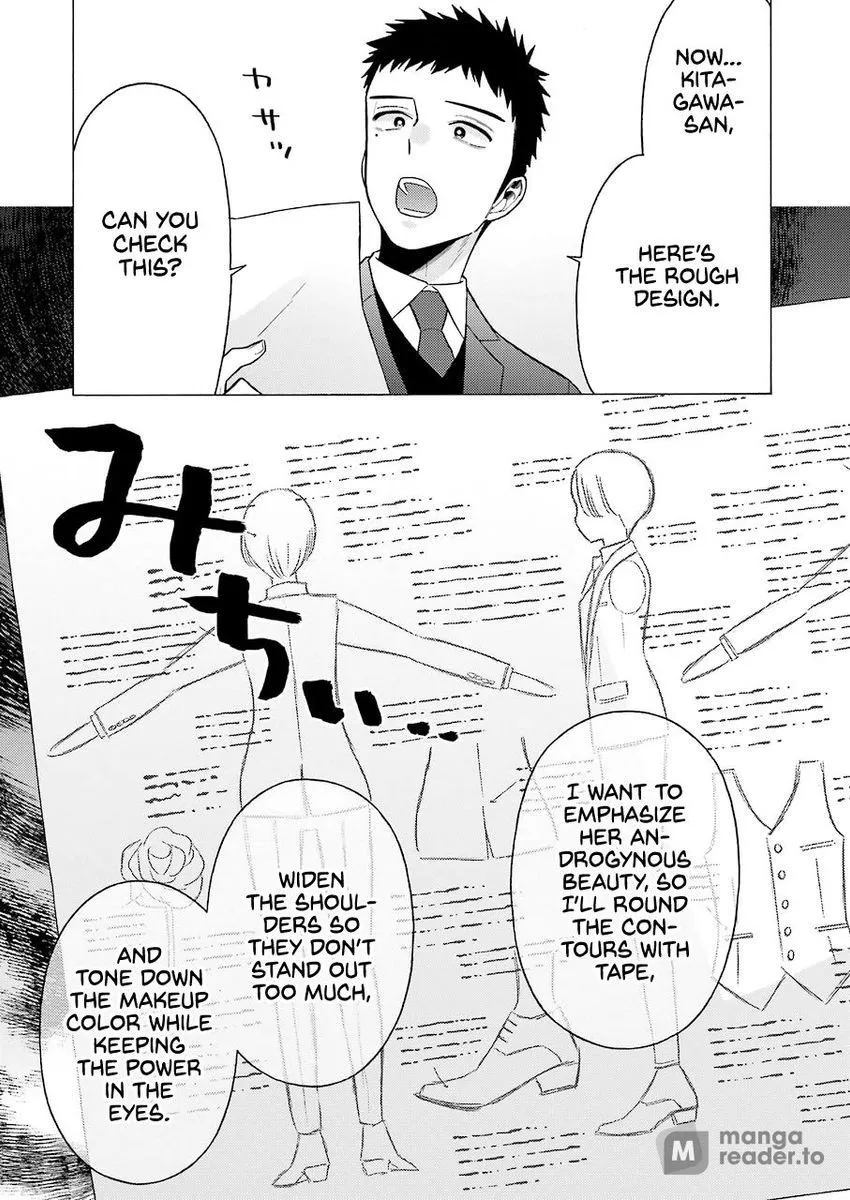 NOW...
KITA-
GAWA-
SAN,
HERE'S
THE ROUGH
DESIGN.
カサッ
CAN YOU
CHECK
THIS?
みちぃ...
I WANT TO
EMPHASIZE
HER AN-
DROGYNOUS
BEAUTY, SO
I'LL ROUND
THE CON-
TOURS WITH
TAPE,
WIDEN
THE SHOUL-
DERS SO
THEY DON'T
STAND OUT
TOO MUCH,
AND
TONE DOWN
THE MAKEUP
COLOR WHILE
KEEPING
THE POWER
IN THE
EYES.
M manga
reader.to